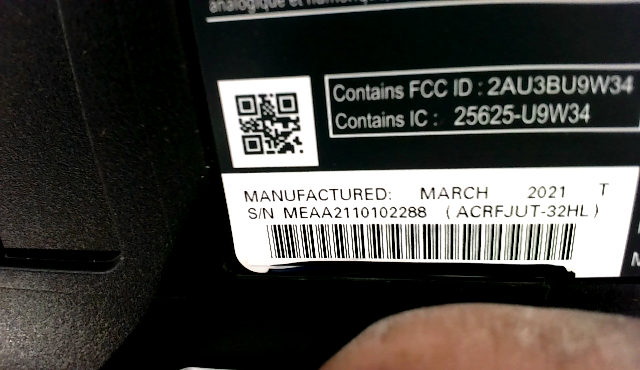 analogique et numérique
Contains FCC ID : 2AU3BU9W34
Contains IC : 25625-U9W34
MANUFACTURED: MARCH 2021 T
S/N MEAA2110102288 ( ACRFJUT-32HL )